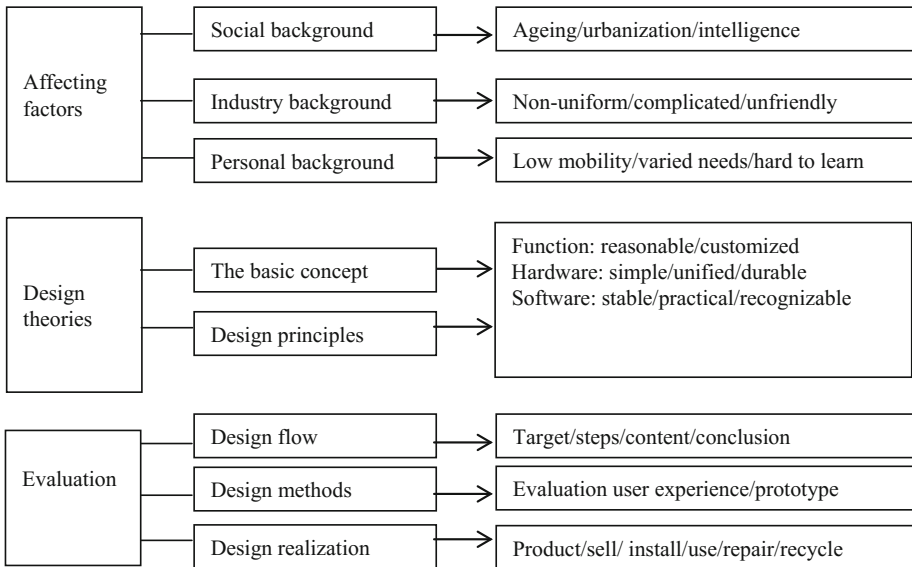 Affecting
factors
Social background
Ageing/urbanization/intelligence
Industry background
Non-uniform/complicated/unfriendly
Personal background
Low mobility/varied needs/hard to learn
Design
theories
The basic concept
Design principles
Function: reasonable/customized
Hardware: simple/unified/durable
Software: stable/practical/recognizable
Evaluation
Design flow
Target/steps/content/conclusion
Design methods
Evaluation user experience/prototype
Design realization
Product/sell/ install/use/repair/recycle